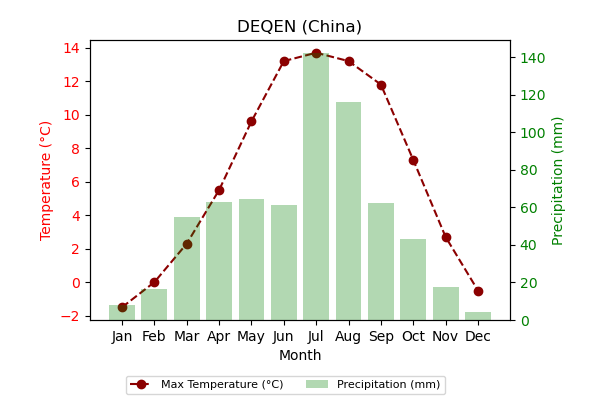 DEQEN (China)
Temperature (°C)
14
12
10
8
6
4
2
0
−2
140
120
100
80
60
40
20
0
Precipitation (mm)
Jan Feb Mar Apr May Jun Jul Aug Sep Oct Nov Dec
Month
Max Temperature (°C) Precipitation (mm)